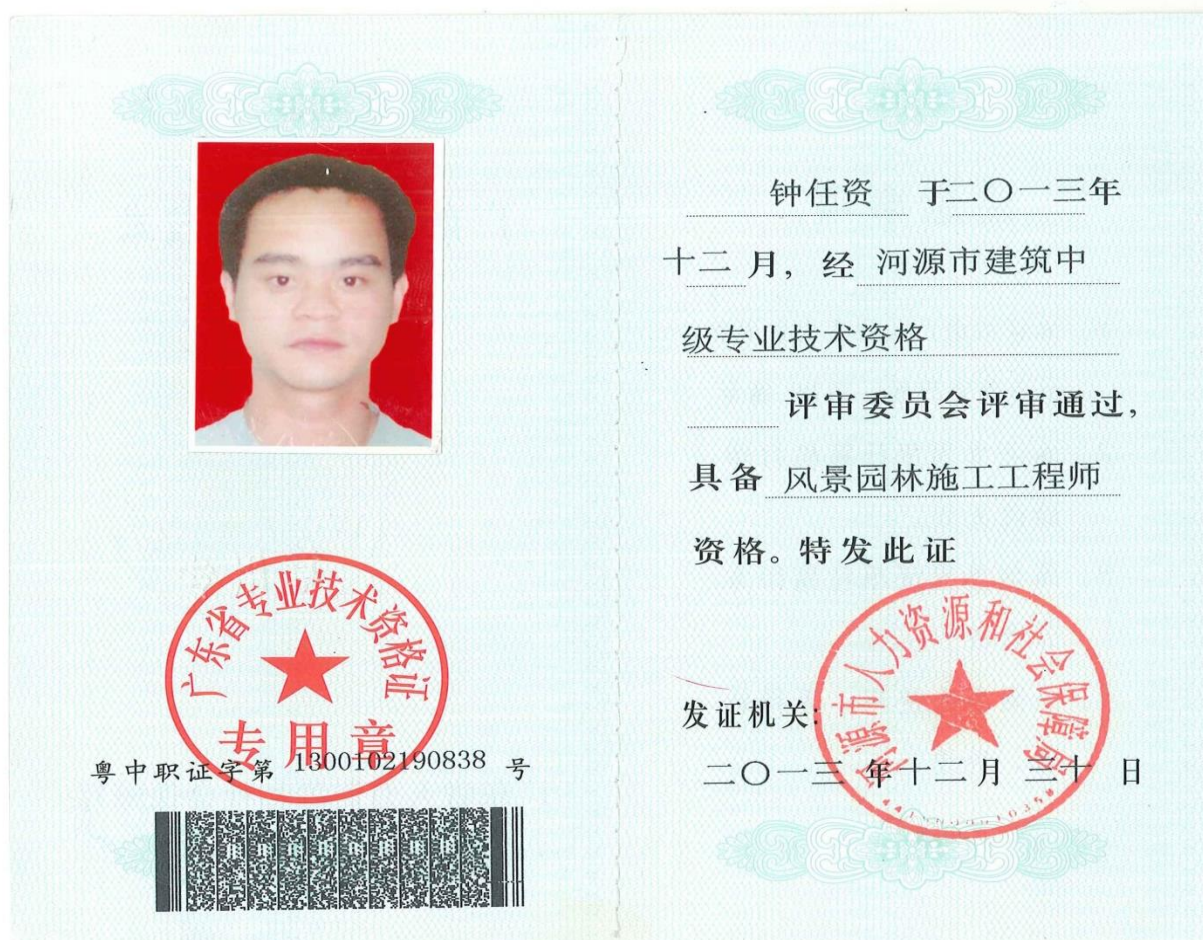 广东省专业技术资格证
专用章
粤中职证字第 1300102190838 号
钟任资 于二〇一三年
十二月，经 河源市建筑中
级专业技术资格
评审委员会评审通过，
具备 风景园林施工工程师
资格。特发此证
河源市人力资源和社会保障局
发证机关:
二〇一三年十二月三十日